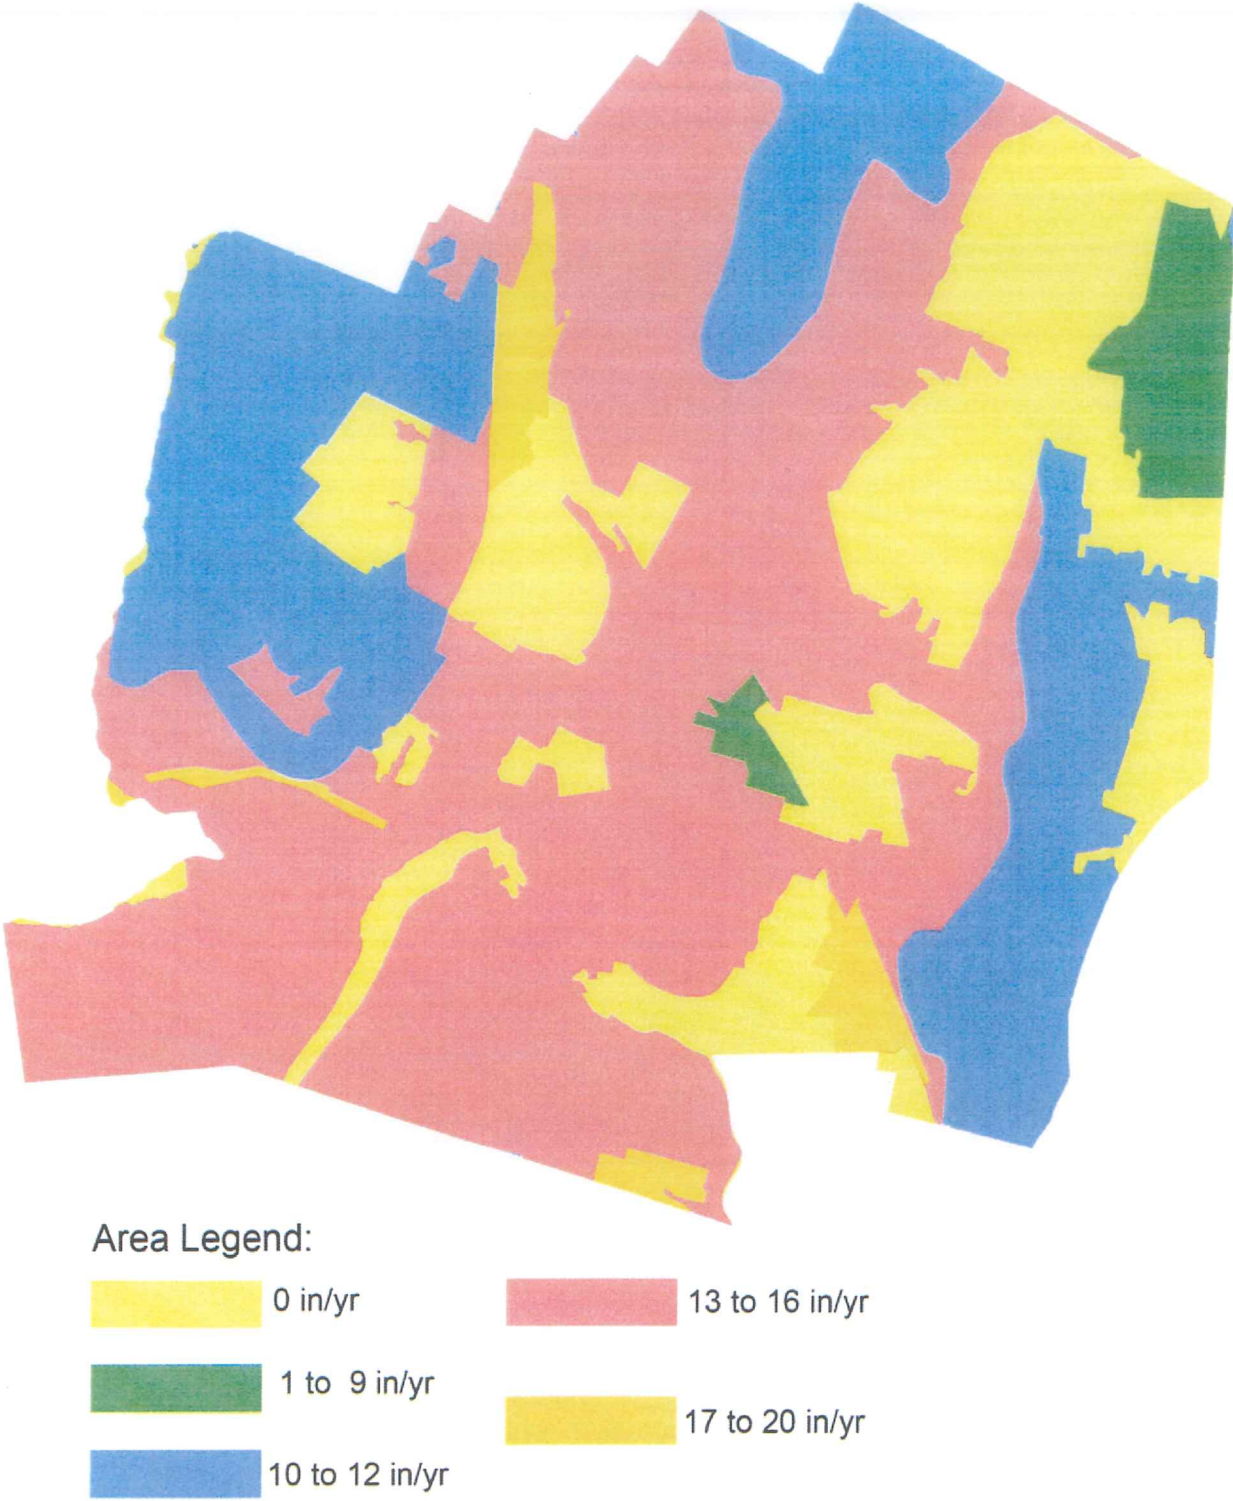 Area Legend:
0 in/yr
13 to 16 in/yr
1 to 9 in/yr
17 to 20 in/yr
10 to 12 in/yr